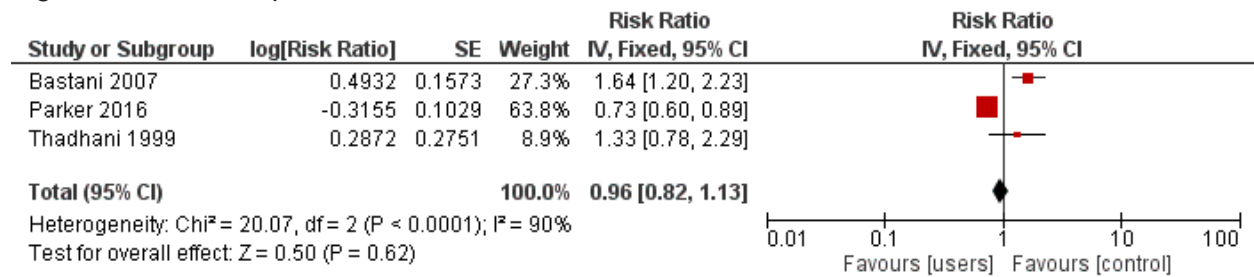 Risk Ratio Risk Ratio
Study or Subgroup log[Risk Ratio] SE Weight IV, Fixed, 95% CI IV, Fixed, 95% CI
Bastani 2007 0.4932 0.1573 27.3% 1.64 [1.20, 2.23]
Parker 2016 -0.3155 0.1029 63.8% 0.73 [0.60, 0.89]
Thadhani 1999 0.2872 0.2751 8.9% 1.33 [0.78, 2.29]
Total (95% CI) 100.0% 0.96 [0.82, 1.13]
Heterogeneity: Chi² = 20.07, df = 2 (P < 0.0001); I² = 90%
Test for overall effect: Z = 0.50 (P = 0.62)
0.01 0.1 1 10 100
Favours [users] Favours [control]